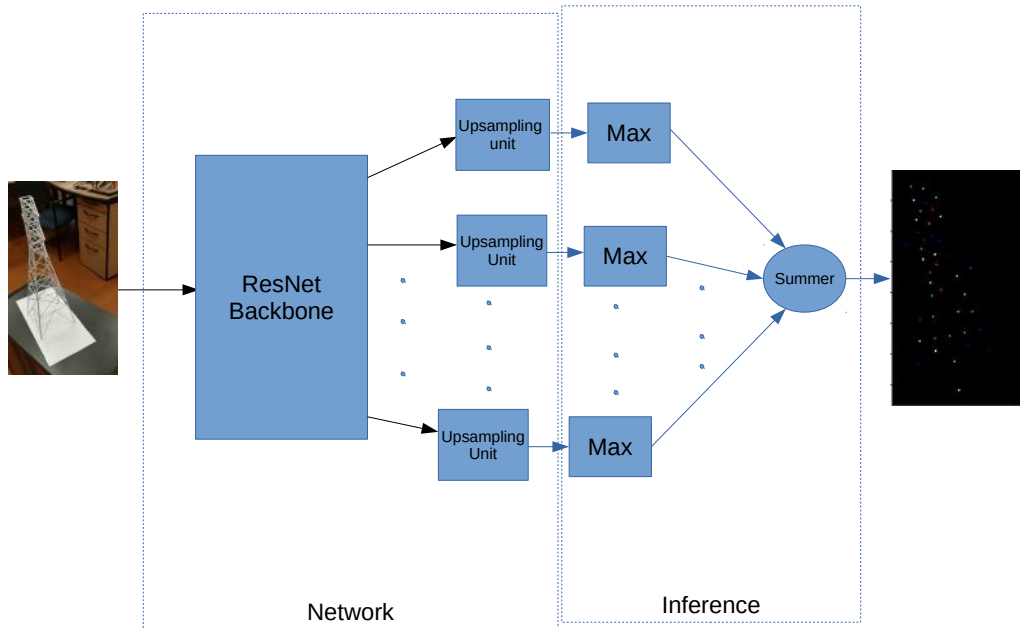 Upsampling
unit
Max
ResNet
Backbone
Upsampling
Unit
Max
Summer
Upsampling
Unit
Max
Network
Inference